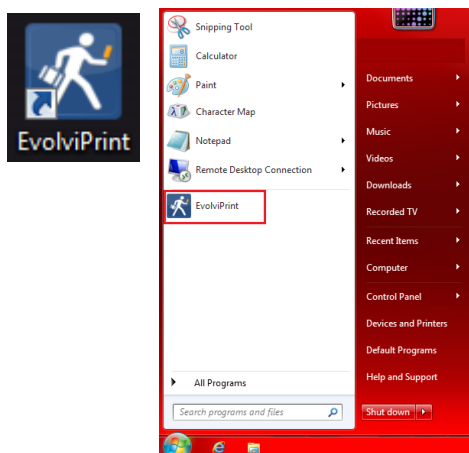 EvolviPrint
Snipping Tool
Calculator
Paint
Character Map
Notepad
Remote Desktop Connection
EvolviPrint
All Programs
Search programs and files
Documents
Pictures
Music
Videos
Downloads
Recorded TV
Recent Items
Computer
Control Panel
Devices and Printers
Default Programs
Help and Support
Shut down